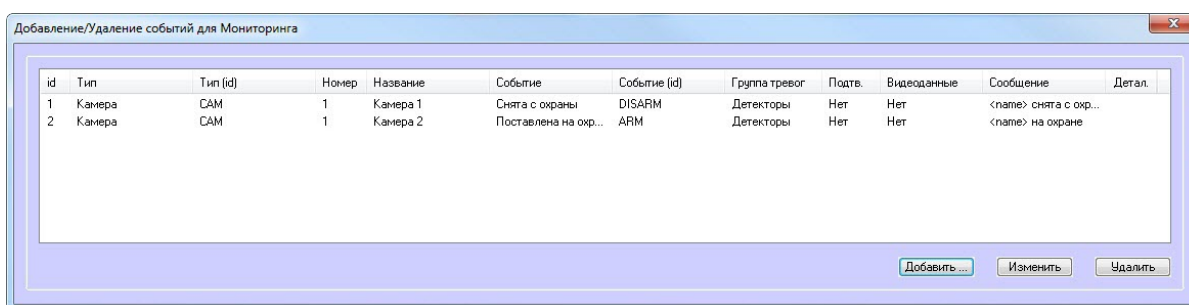 Добавление/Удаление событий для Мониторинга
id Тип Тип (id) Номер Название Событие Событие (id) Группа тревог Подтв. Видеоданные Сообщение Детал.
1 Камера CAM 1 Камера 1 Снята с охраны DISARM Детекторы Нет Нет <name> снята с охр...
2 Камера CAM 1 Камера 2 Поставлена на охр... ARM Детекторы Нет Нет <name> на охране
Добавить ... Изменить Удалить